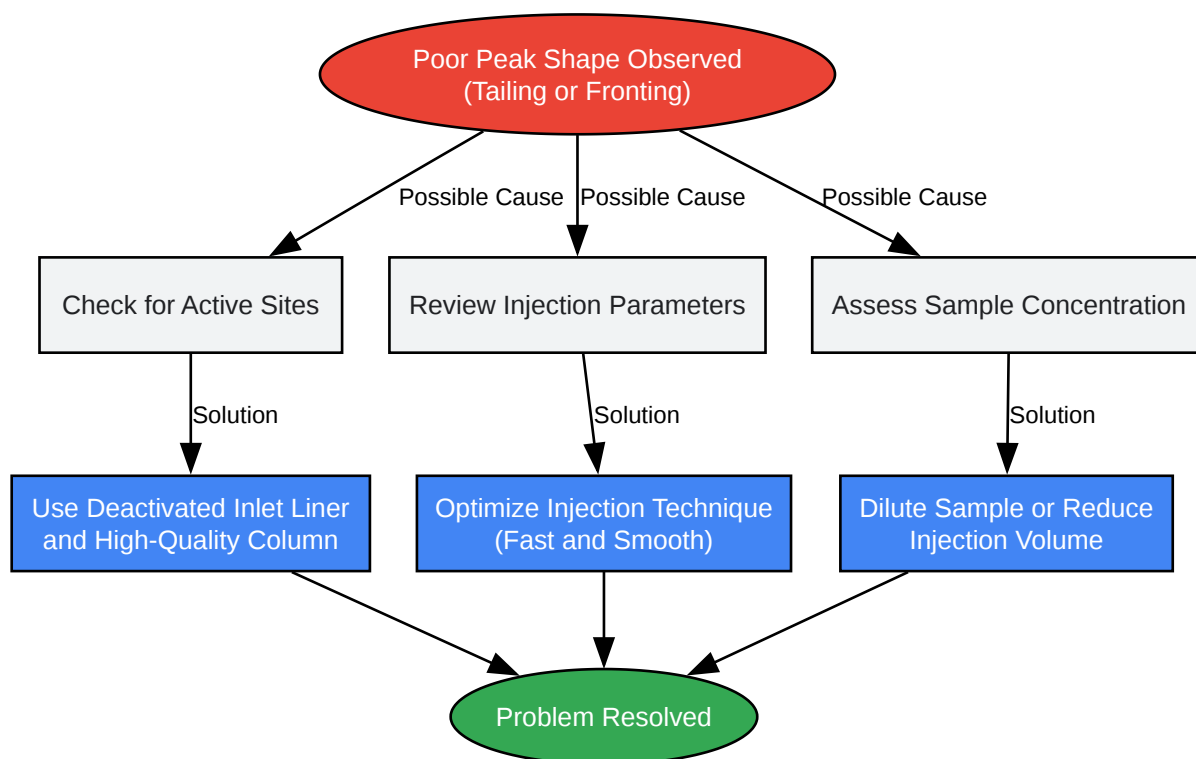 Poor Peak Shape Observed
(Tailing or Fronting)
Possible Cause
Possible Cause
Possible Cause
Check for Active Sites
Review Injection Parameters
Assess Sample Concentration
Solution
Solution
Solution
Use Deactivated Inlet Liner
and High-Quality Column
Optimize Injection Technique
(Fast and Smooth)
Dilute Sample or Reduce
Injection Volume
Problem Resolved